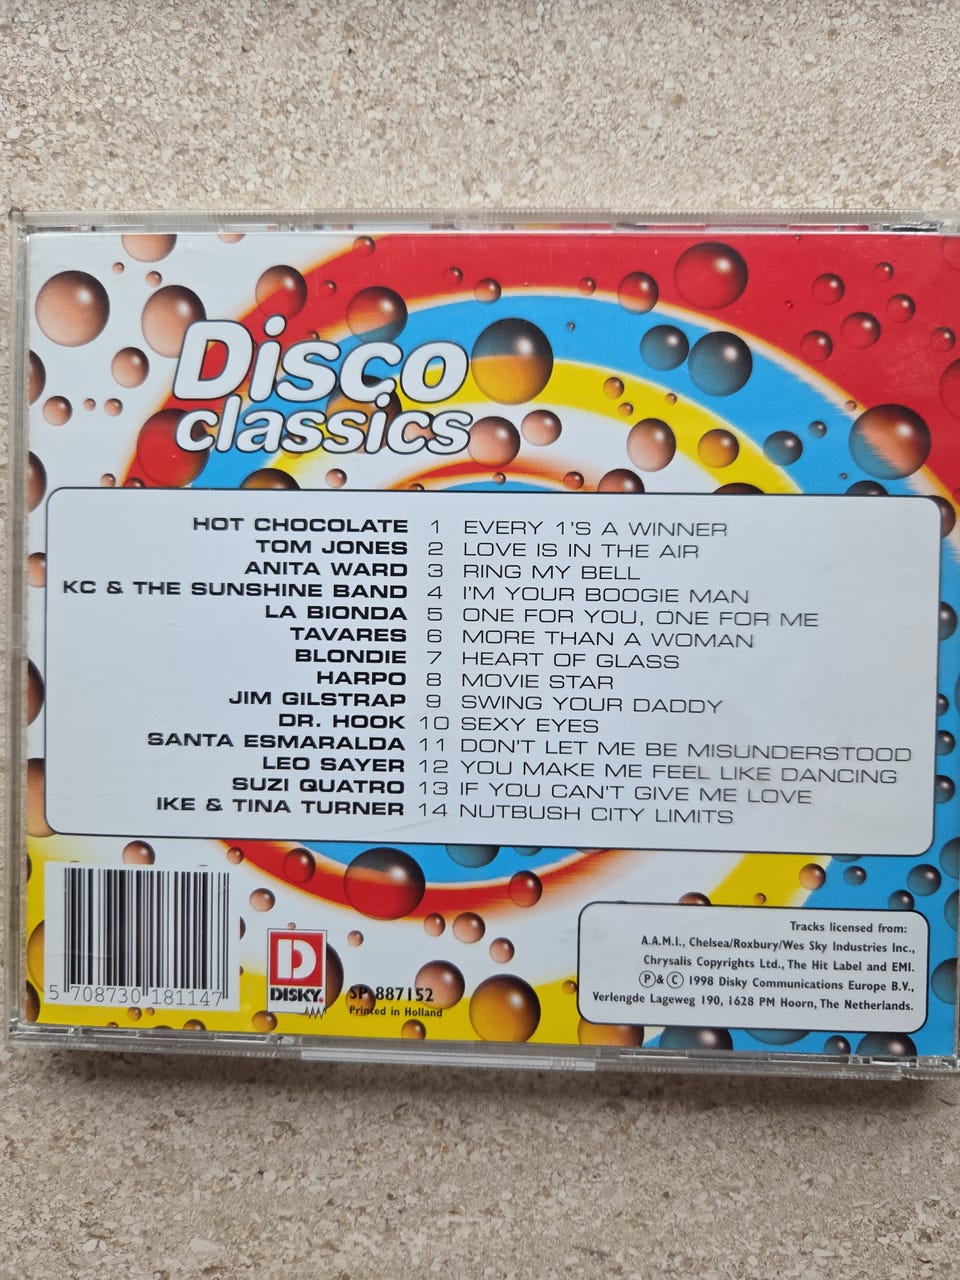 Disco
classics
HOT CHOCOLATE 1 EVERY 1'S A WINNER
TOM JONES 2 LOVE IS IN THE AIR
ANITA WARD 3 RING MY BELL
KC & THE SUNSHINE BAND 4 I'M YOUR BOOGIE MAN
LA BIONDA 5 ONE FOR YOU, ONE FOR ME
TAVARES 6 MORE THAN A WOMAN
BLONDIE 7 HEART OF GLASS
HARPO 8 MOVIE STAR
JIM GILSTRAP 9 SWING YOUR DADDY
DR. HOOK 10 SEXY EYES
SANTA ESMARALDA 11 DON'T LET ME BE MISUNDERSTOOD
LEO SAYER 12 YOU MAKE ME FEEL LIKE DANCING
SUZI QUATRO 13 IF YOU CAN'T GIVE ME LOVE
IKE & TINA TURNER 14 NUTBUSH CITY LIMITS
5 708730 181147
D
DISKY.
SP 887152
Printed in Holland
Tracks licensed from:
A.A.M.I., Chelsea/Roxbury/Wes Sky Industries Inc.,
Chrysalis Copyrights Ltd., The Hit Label and EMI.
Ⓟ&© 1998 Disky Communications Europe B.V.,
Verlengde Lageweg 190, 1628 PM Hoorn, The Netherlands.